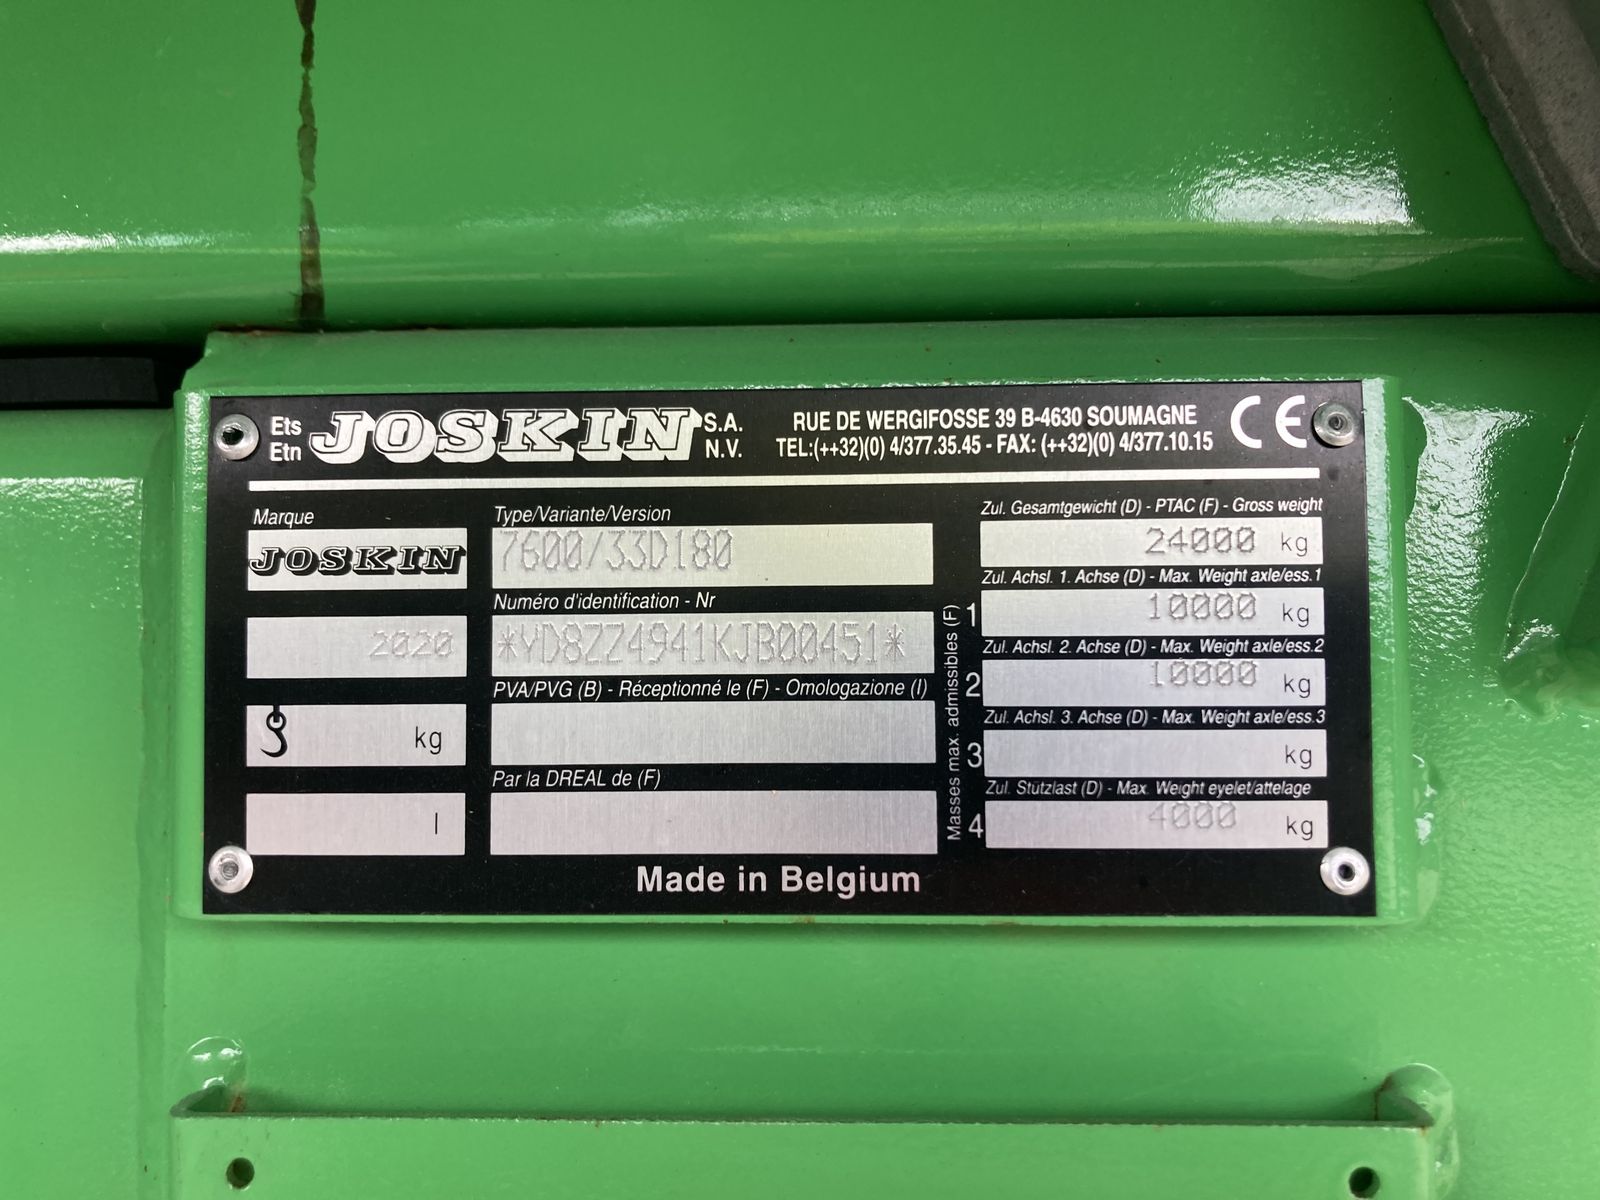 Ets
Etn
JOSKIN
S.A.
N.V.
RUE DE WERGIFOSSE 39 B-4630 SOUMAGNE
TEL:(++32)(0) 4/377.35.45 - FAX: (++32)(0) 4/377.10.15
CE
Marque
JOSKIN
2020
kg
l
Type/Variante/Version
7600/33D180
Numéro d'identification - Nr
*YD8ZZ4941KJB00451*
PVA/PVG (B) - Réceptionné le (F) - Omologazione (I)
Par la DREAL de (F)
Masses max. admissibles (F)
Zul. Gesamtgewicht (D) - PTAC (F) - Gross weight
24000 kg
Zul. Achsl. 1. Achse (D) - Max. Weight axle/ess.1
1 10000 kg
Zul. Achsl. 2. Achse (D) - Max. Weight axle/ess.2
2 10000 kg
Zul. Achsl. 3. Achse (D) - Max. Weight axle/ess.3
3 kg
Zul. Stützlast (D) - Max. Weight eyelet/attelage
4 4000 kg
Made in Belgium